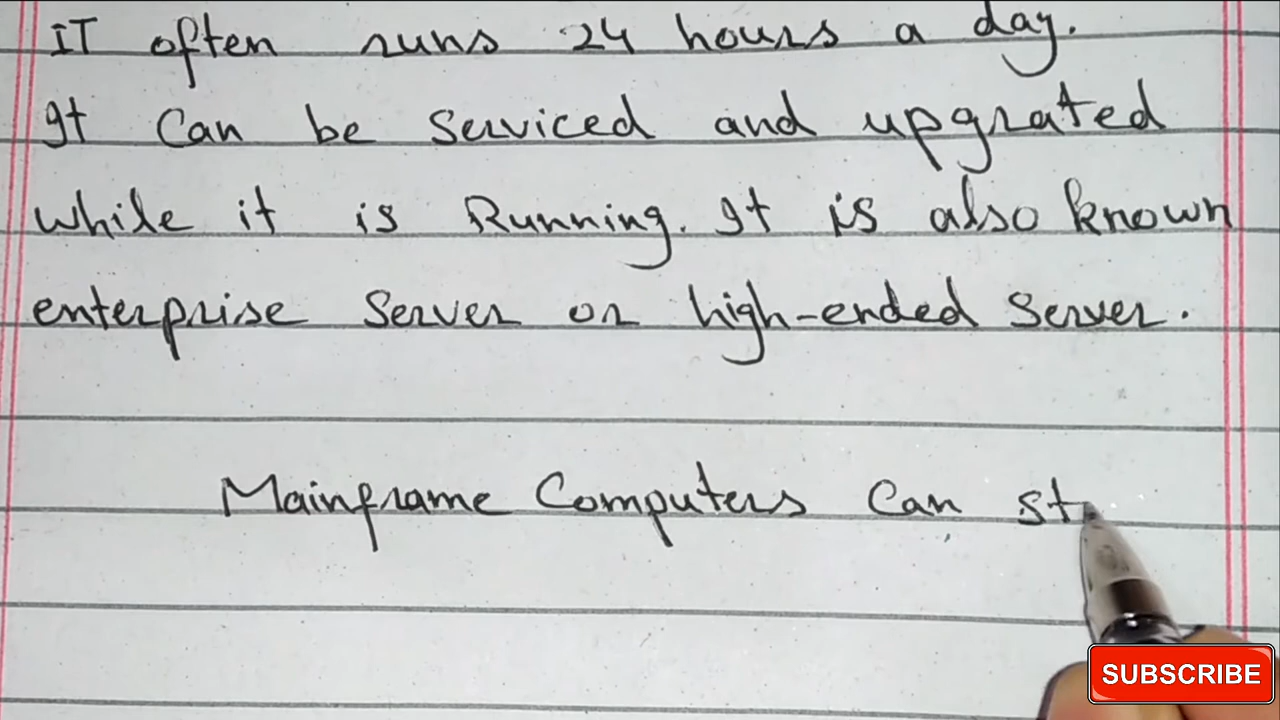 IT often runs 24 hours a day.
It Can be Serviced and upgrated
while it is Running. It is also known
enterprise Server or high-ended Server.
Mainframe Computers Can st
SUBSCRIBE